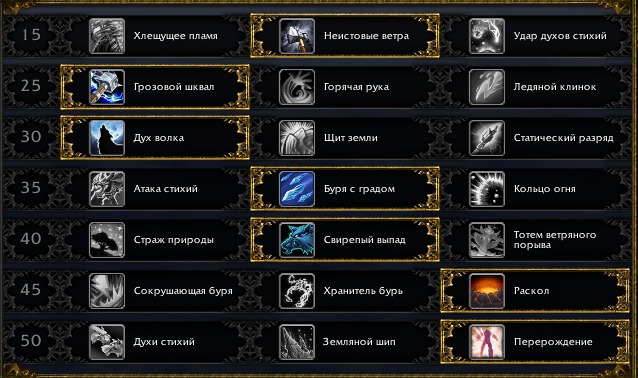 15 Хлещущее пламя Неистовые ветра Удар духов стихий
25 Грозовой шквал Горячая рука Ледяной клинок
30 Дух волка Щит земли Статический разряд
35 Атака стихий Буря с градом Кольцо огня
40 Страж природы Свирепый выпад Тотем ветряного
порыва
45 Сокрушающая буря Хранитель бурь Раскол
50 Духи стихий Земляной шип Перерождение